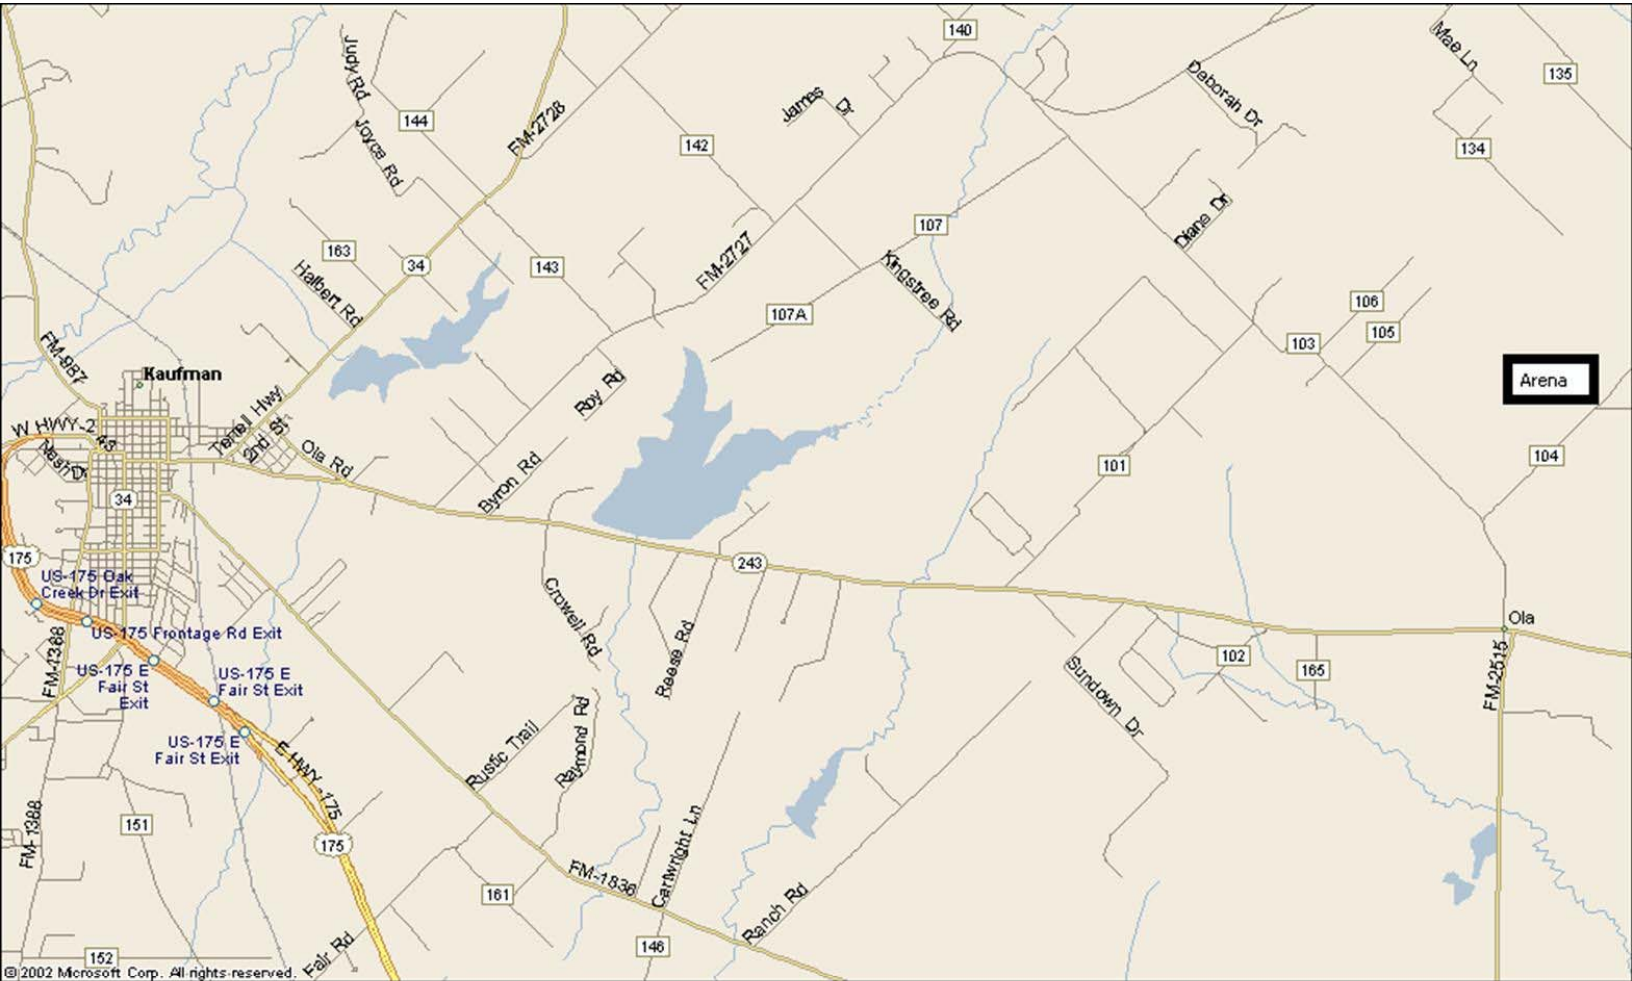 140
Mae Ln
135
Judy Rd
Deborah Dr
James Dr
144
FM-2728
142
134
Joyce Rd
107
Diane Dr
163
34
143
FM-2727
Kingstree Rd
Halbert Rd
106
107A
105
103
FM-987
Kaufman
Arena
Roy Rd
Terrell Hwy
W HWY-243
2nd St
Ola Rd
Nash Dr
104
101
Byron Rd
34
175
243
US-175 Oak
Creek Dr Exit
Crowell Rd
Ola
US-175 Frontage Rd Exit
FM-1388
Reese Rd
102
165
US-175 E
Fair St
Exit
US-175 E
Fair St Exit
Sundown Dr
FM-2515
US-175 E
Fair St Exit
Rustic Trail
Raymond Rd
E HWY -175
151
FM-1388
175
Cartwright Ln
FM-1836
161
Ranch Rd
146
152
Fair Rd
© 2002 Microsoft Corp. All rights reserved.